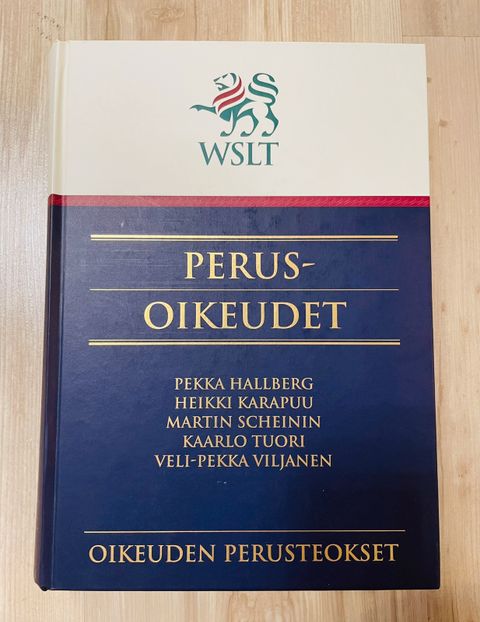 WSLT
PERUS-
OIKEUDET
PEKKA HALLBERG
HEIKKI KARAPUU
MARTIN SCHEININ
KAARLO TUORI
VELI-PEKKA VILJANEN
OIKEUDEN PERUSTEOKSET